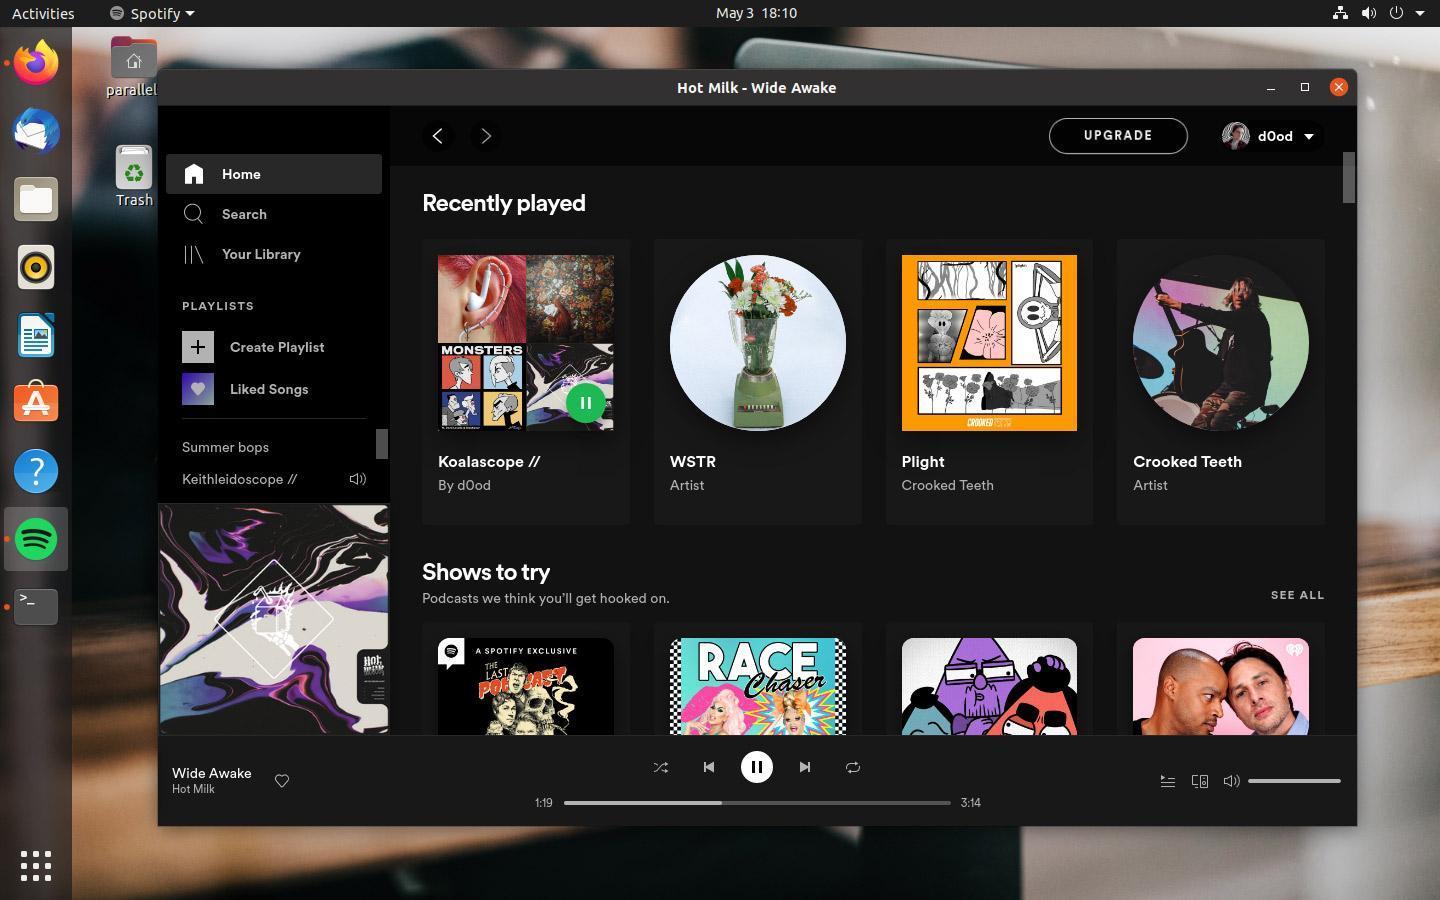 Activities
Spotify
May 3 18:10
parallel
Trash
Hot Milk - Wide Awake
UPGRADE
d0od
Home
Search
Your Library
PLAYLISTS
Create Playlist
Liked Songs
Summer bops
Keithleidoscope //
Recently played
MONSTERS
Koalascope //
By d0od
WSTR
Artist
CROOKED TEETH
Plight
Crooked Teeth
Crooked Teeth
Artist
Shows to try
Podcasts we think you'll get hooked on.
SEE ALL
A SPOTIFY EXCLUSIVE
THE LAST PODCAST
RACE
Chaser
HOT MILK
Wide Awake
Hot Milk
1:19
3:14